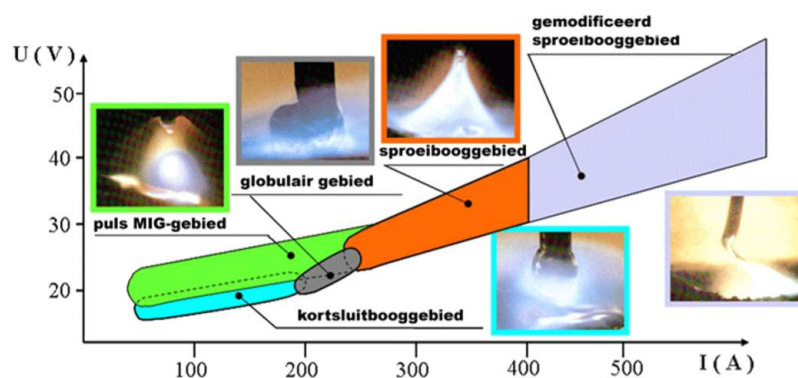 U ( V )
gemodificeerd
sproeibooggebied
50
40
sproeibooggebied
globulair gebied
puls MIG-gebied
30
20
kortsluitbooggebied
100
200
300
400
500
I ( A )